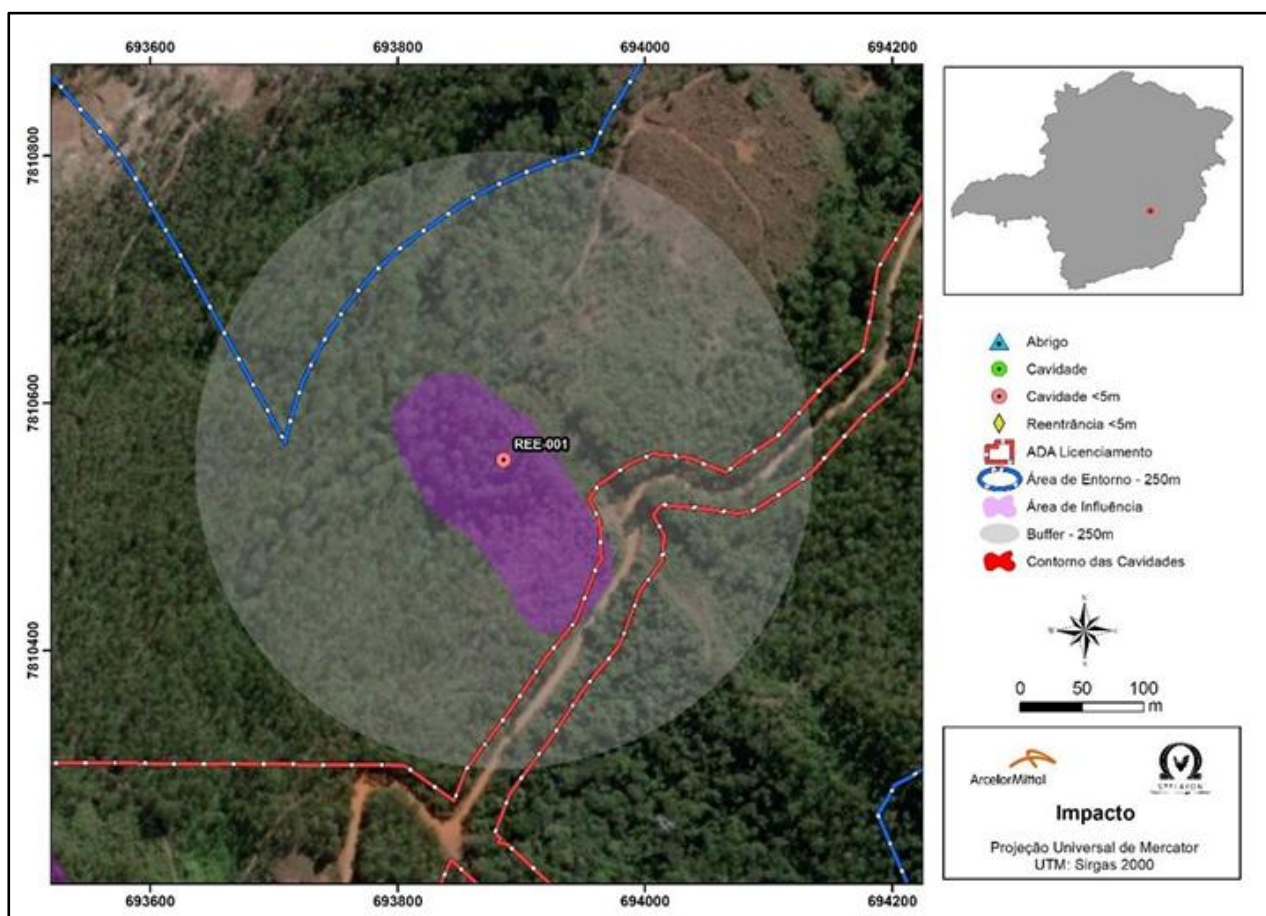 693600
693800
694000
694200
7810800
7810600
7810400
REE-001
693600
693800
694000
694200
Abrigo
Cavidade
Cavidade <5m
Reentrância <5m
ADA Licenciamento
Área de Entorno - 250m
Área de Influência
Buffer - 250m
Contorno das Cavidades
N
0 50 100
m
ArcelorMittal
Impacto
Projeção Universal de Mercator
UTM: Sirgas 2000